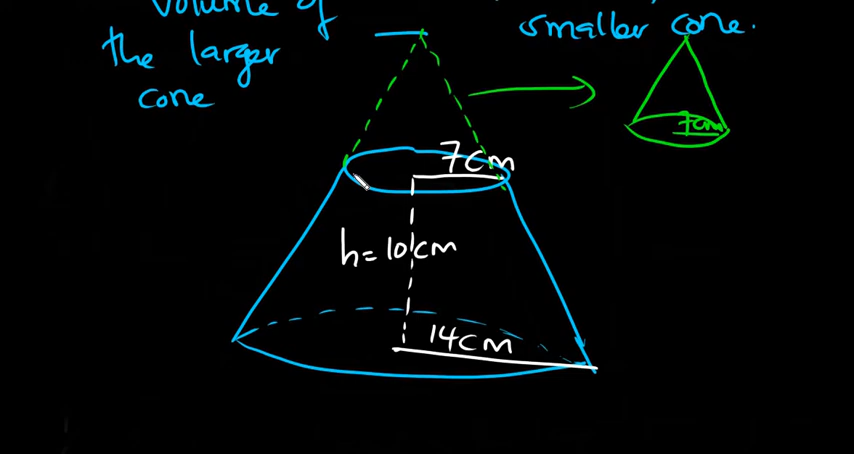 volume of
the larger
cone
smaller cone.
7cm
7cm
h=10cm
14cm